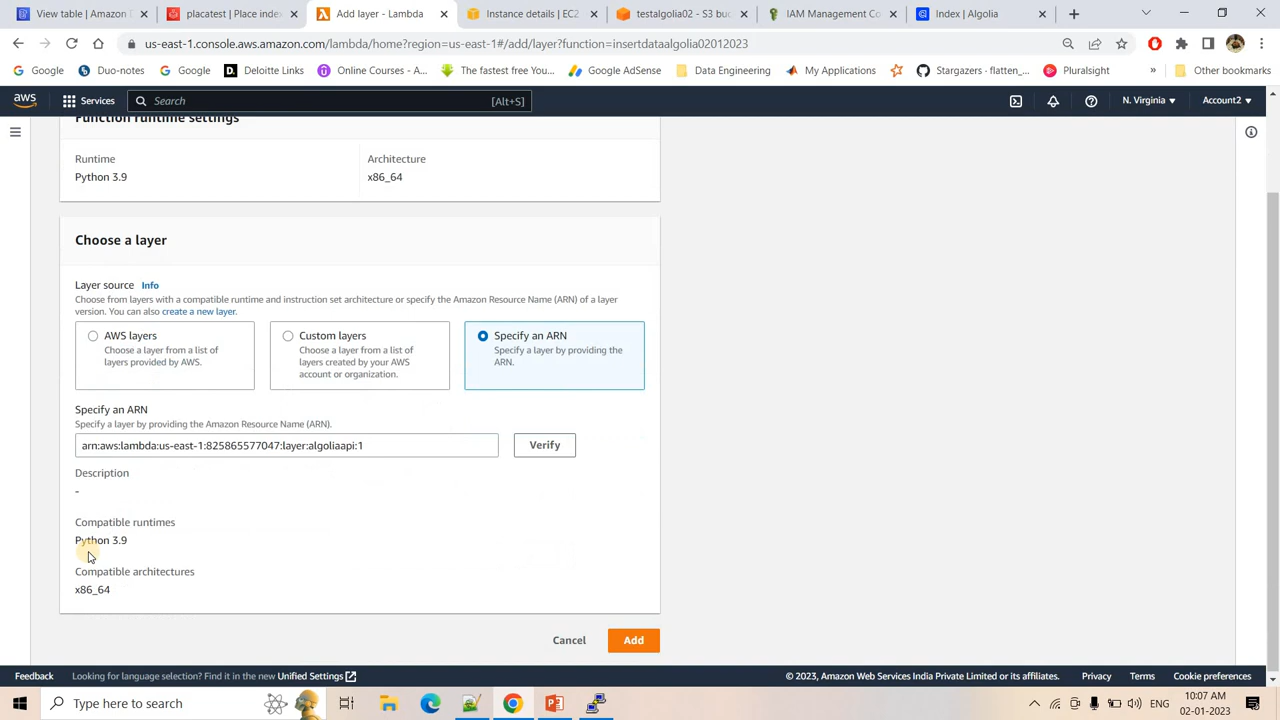 View table | Amazon D
placatest | Place index
Add layer - Lambda
Instance details | EC2
testalgolia02 - S3 buc
IAM Management Co
Index | Algolia
us-east-1.console.aws.amazon.com/lambda/home?region=us-east-1#/add/layer?function=insertdataalgolia02012023
Google
Duo-notes
Google
Deloitte Links
Online Courses - A...
The fastest free You...
Google AdSense
Data Engineering
My Applications
Stargazers · flatten_...
Pluralsight
»
Other bookmarks
aws
Services
Search
[Alt+S]
N. Virginia
Account2
Function runtime settings
Runtime
Architecture
Python 3.9
x86_64
Choose a layer
Layer source Info
Choose from layers with a compatible runtime and instruction set architecture or specify the Amazon Resource Name (ARN) of a layer
version. You can also create a new layer.
AWS layers
Choose a layer from a list of
layers provided by AWS.
Custom layers
Choose a layer from a list of
layers created by your AWS
account or organization.
Specify an ARN
Specify a layer by providing the
ARN.
Specify an ARN
Specify a layer by providing the Amazon Resource Name (ARN).
arn:aws:lambda:us-east-1:825865577047:layer:algoliaapi:1
Verify
Description
-
Compatible runtimes
Python 3.9
Compatible architectures
x86_64
Cancel
Add
Feedback
Looking for language selection? Find it in the new Unified Settings
© 2023, Amazon Web Services India Private Limited or its affiliates.
Privacy
Terms
Cookie preferences
Type here to search
ENG
10:07 AM
02-01-2023